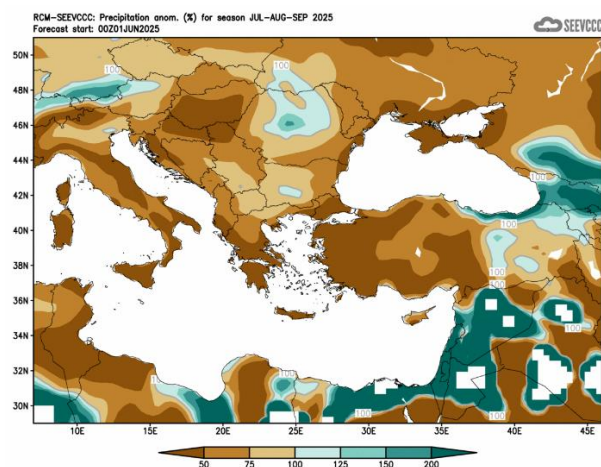 RCM-SEEVCCC: Precipitation anom. (%) for season JUL-AUG-SEP 2025
Forecast start: 00Z01JUN2025
SEEVCCC
100
100
100
50N
48N
46N
44N
100
42N
40N
100
100
38N
100
100
36N
34N
100
32N
100
30N
100
100
10E
15E
20E
25E
30E
35E
40E
45E
50
75
100
125
150
200